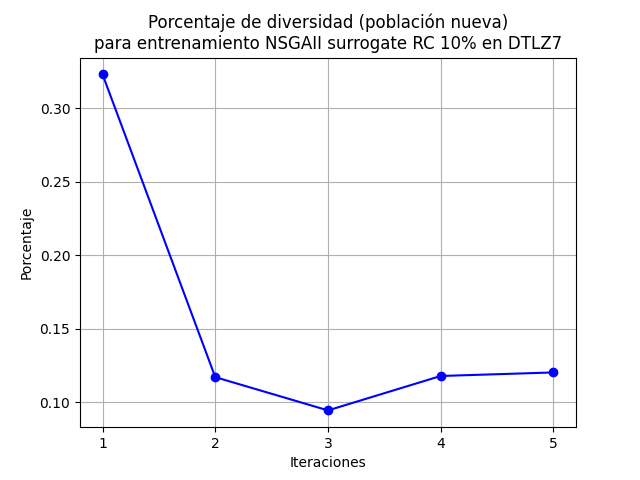 Porcentaje de diversidad (población nueva)
para entrenamiento NSGAII surrogate RC 10% en DTLZ7
Porcentaje
0.30
0.25
0.20
0.15
0.10
1 2 3 4 5
Iteraciones